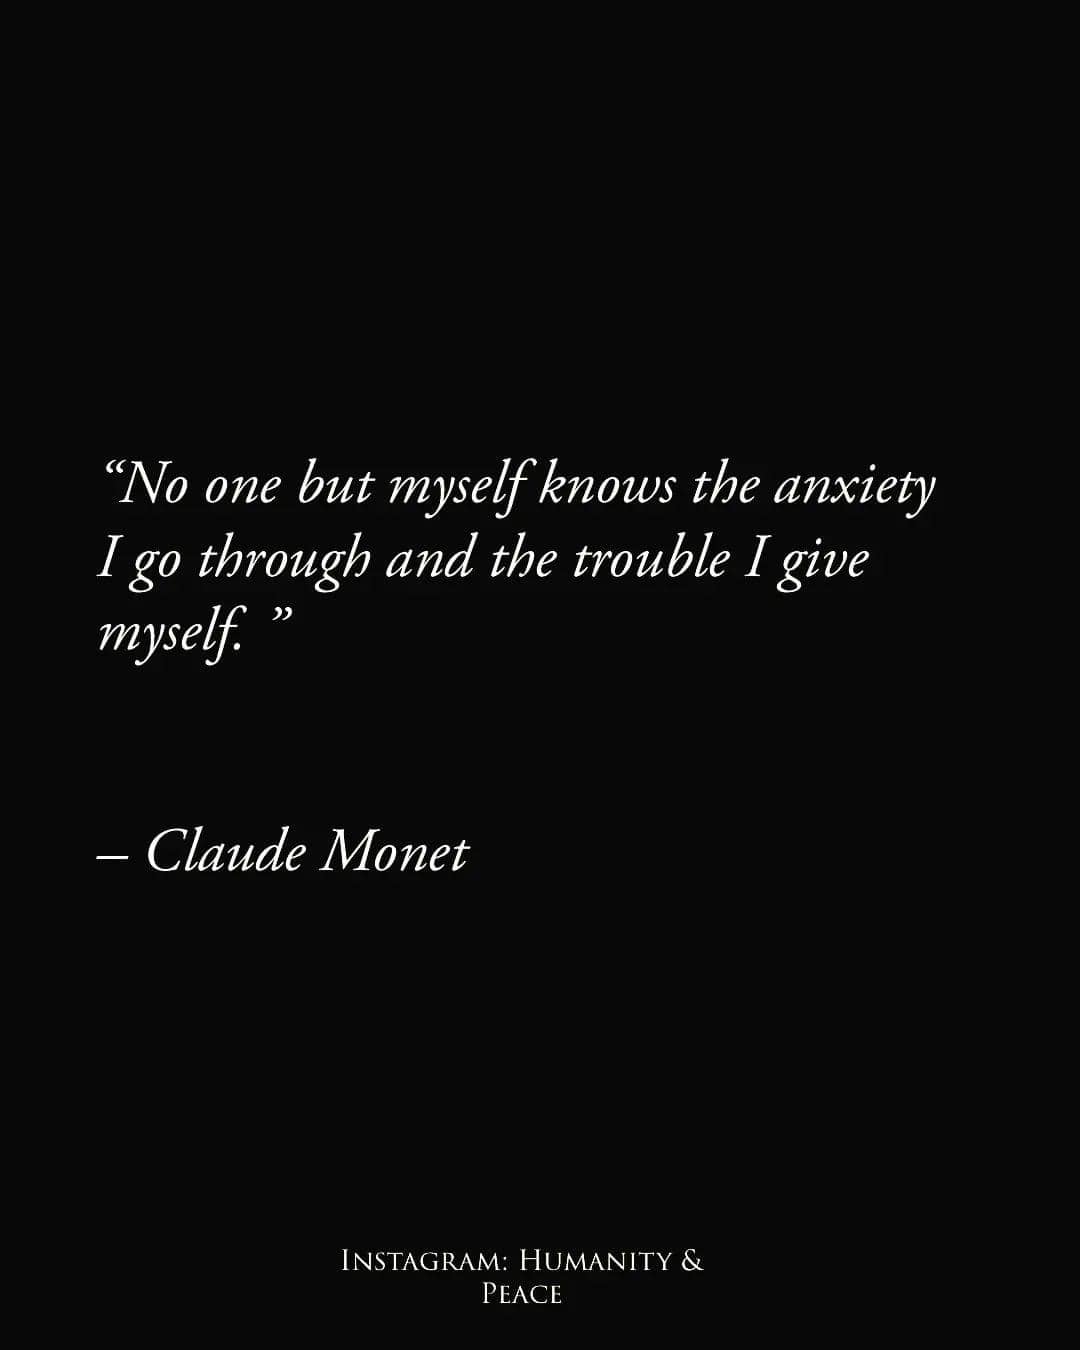 “No one but myself knows the anxiety
I go through and the trouble I give
myself. ”
– Claude Monet
INSTAGRAM: HUMANITY &
PEACE